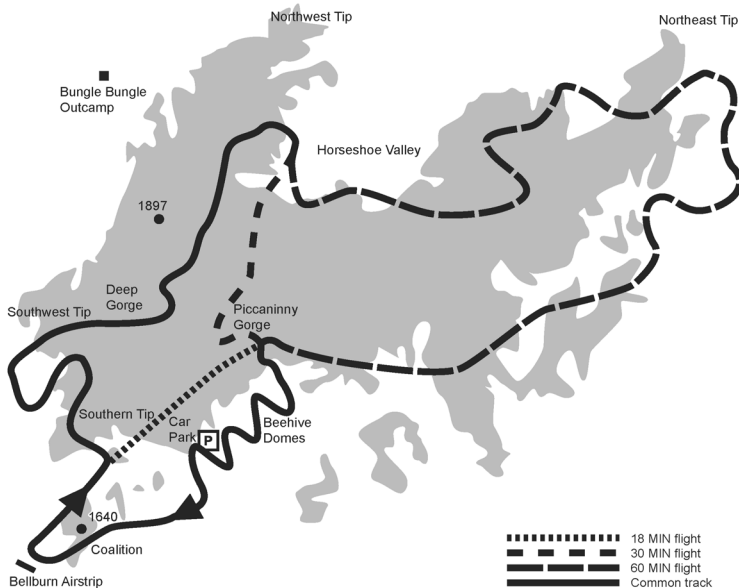 Northwest Tip
Northeast Tip
Bungle Bungle
Outcamp
Horseshoe Valley
1897
Deep
Gorge
Piccaninny
Gorge
Southwest Tip
Southern Tip
Car
Park
P
Beehive
Domes
1640
Coalition
Bellburn Airstrip
18 MIN flight
30 MIN flight
60 MIN flight
Common track